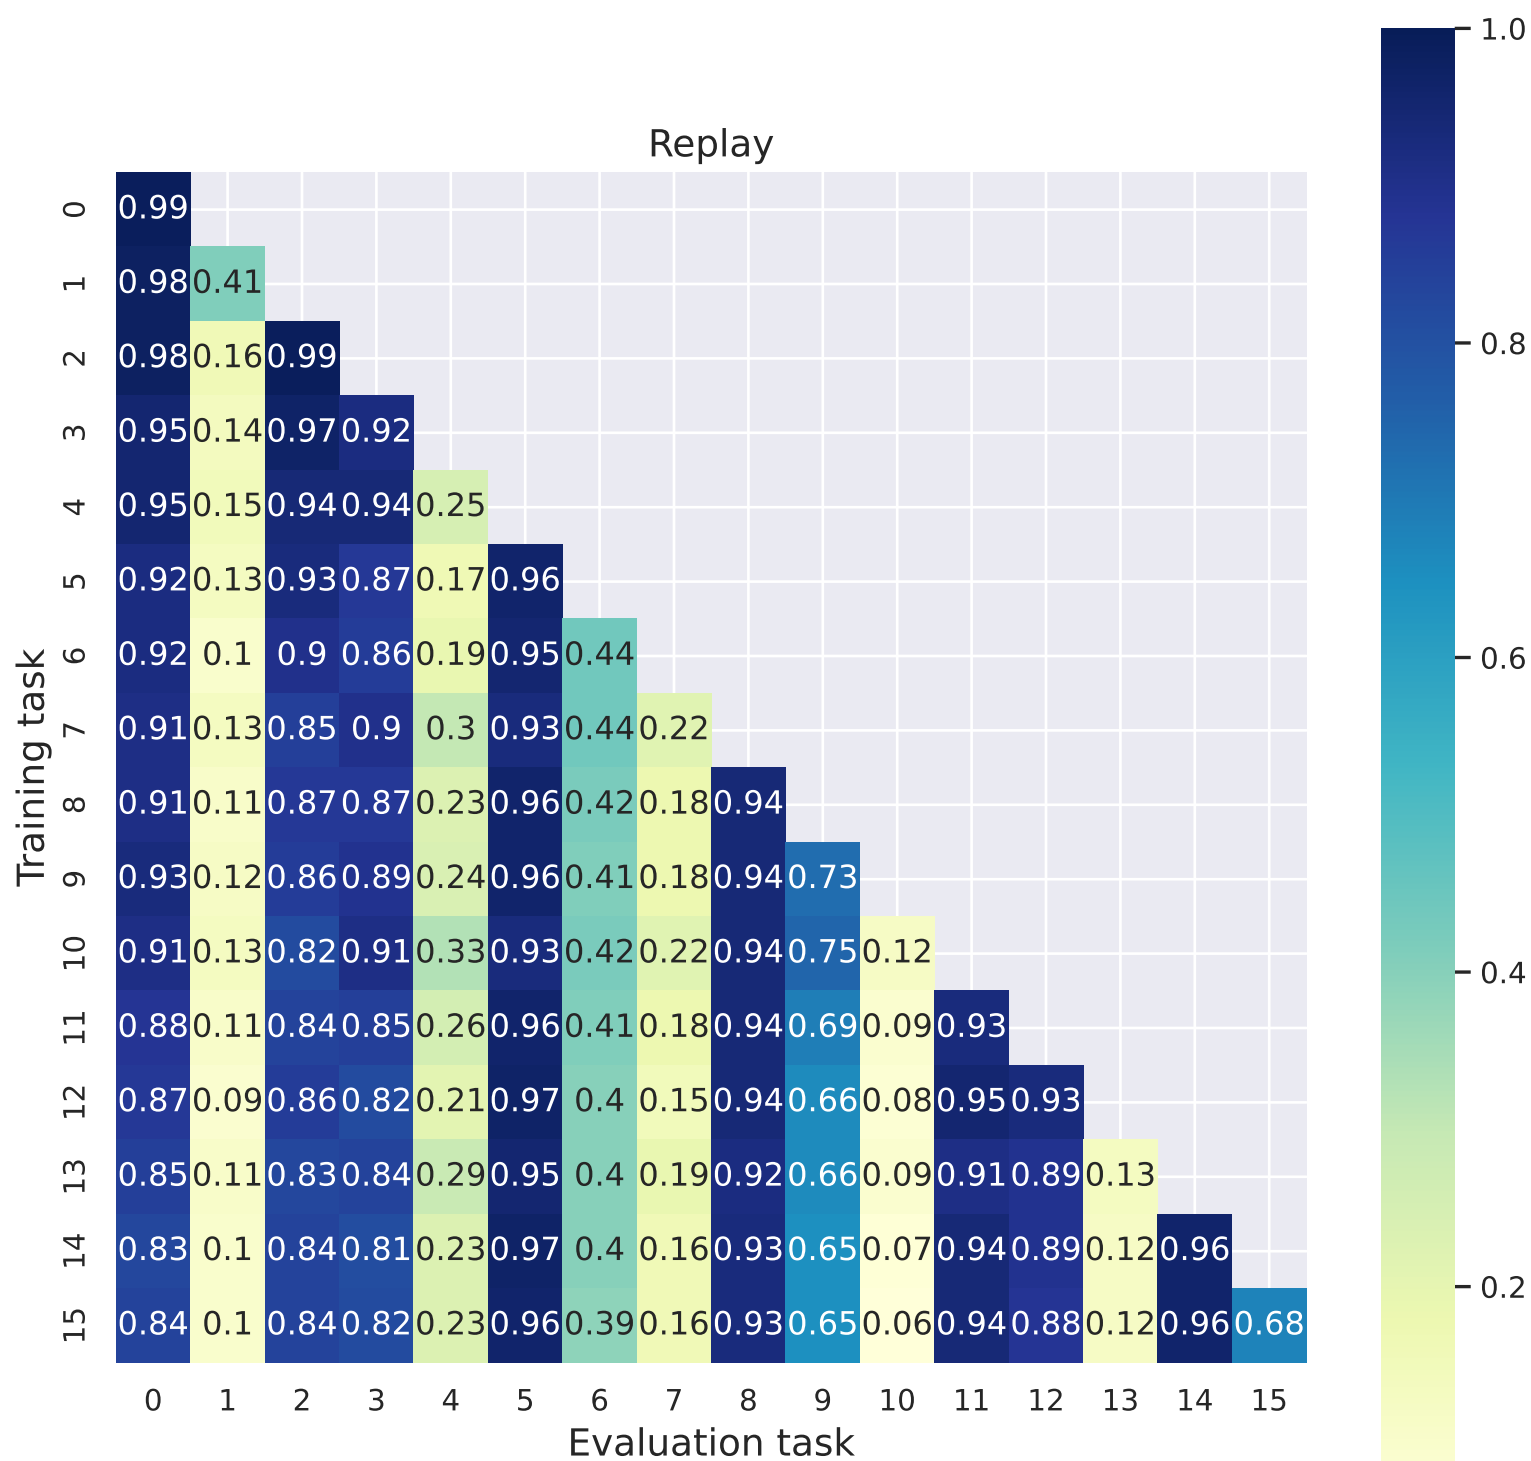 Replay
1.0
0.8
0.6
0.4
0.2
Training task
0 0.99
1 0.98 0.41
2 0.98 0.16 0.99
3 0.95 0.14 0.97 0.92
4 0.95 0.15 0.94 0.94 0.25
5 0.92 0.13 0.93 0.87 0.17 0.96
6 0.92 0.1 0.9 0.86 0.19 0.95 0.44
7 0.91 0.13 0.85 0.9 0.3 0.93 0.44 0.22
8 0.91 0.11 0.87 0.87 0.23 0.96 0.42 0.18 0.94
9 0.93 0.12 0.86 0.89 0.24 0.96 0.41 0.18 0.94 0.73
10 0.91 0.13 0.82 0.91 0.33 0.93 0.42 0.22 0.94 0.75 0.12
11 0.88 0.11 0.84 0.85 0.26 0.96 0.41 0.18 0.94 0.69 0.09 0.93
12 0.87 0.09 0.86 0.82 0.21 0.97 0.4 0.15 0.94 0.66 0.08 0.95 0.93
13 0.85 0.11 0.83 0.84 0.29 0.95 0.4 0.19 0.92 0.66 0.09 0.91 0.89 0.13
14 0.83 0.1 0.84 0.81 0.23 0.97 0.4 0.16 0.93 0.65 0.07 0.94 0.89 0.12 0.96
15 0.84 0.1 0.84 0.82 0.23 0.96 0.39 0.16 0.93 0.65 0.06 0.94 0.88 0.12 0.96 0.68
0 1 2 3 4 5 6 7 8 9 10 11 12 13 14 15
Evaluation task